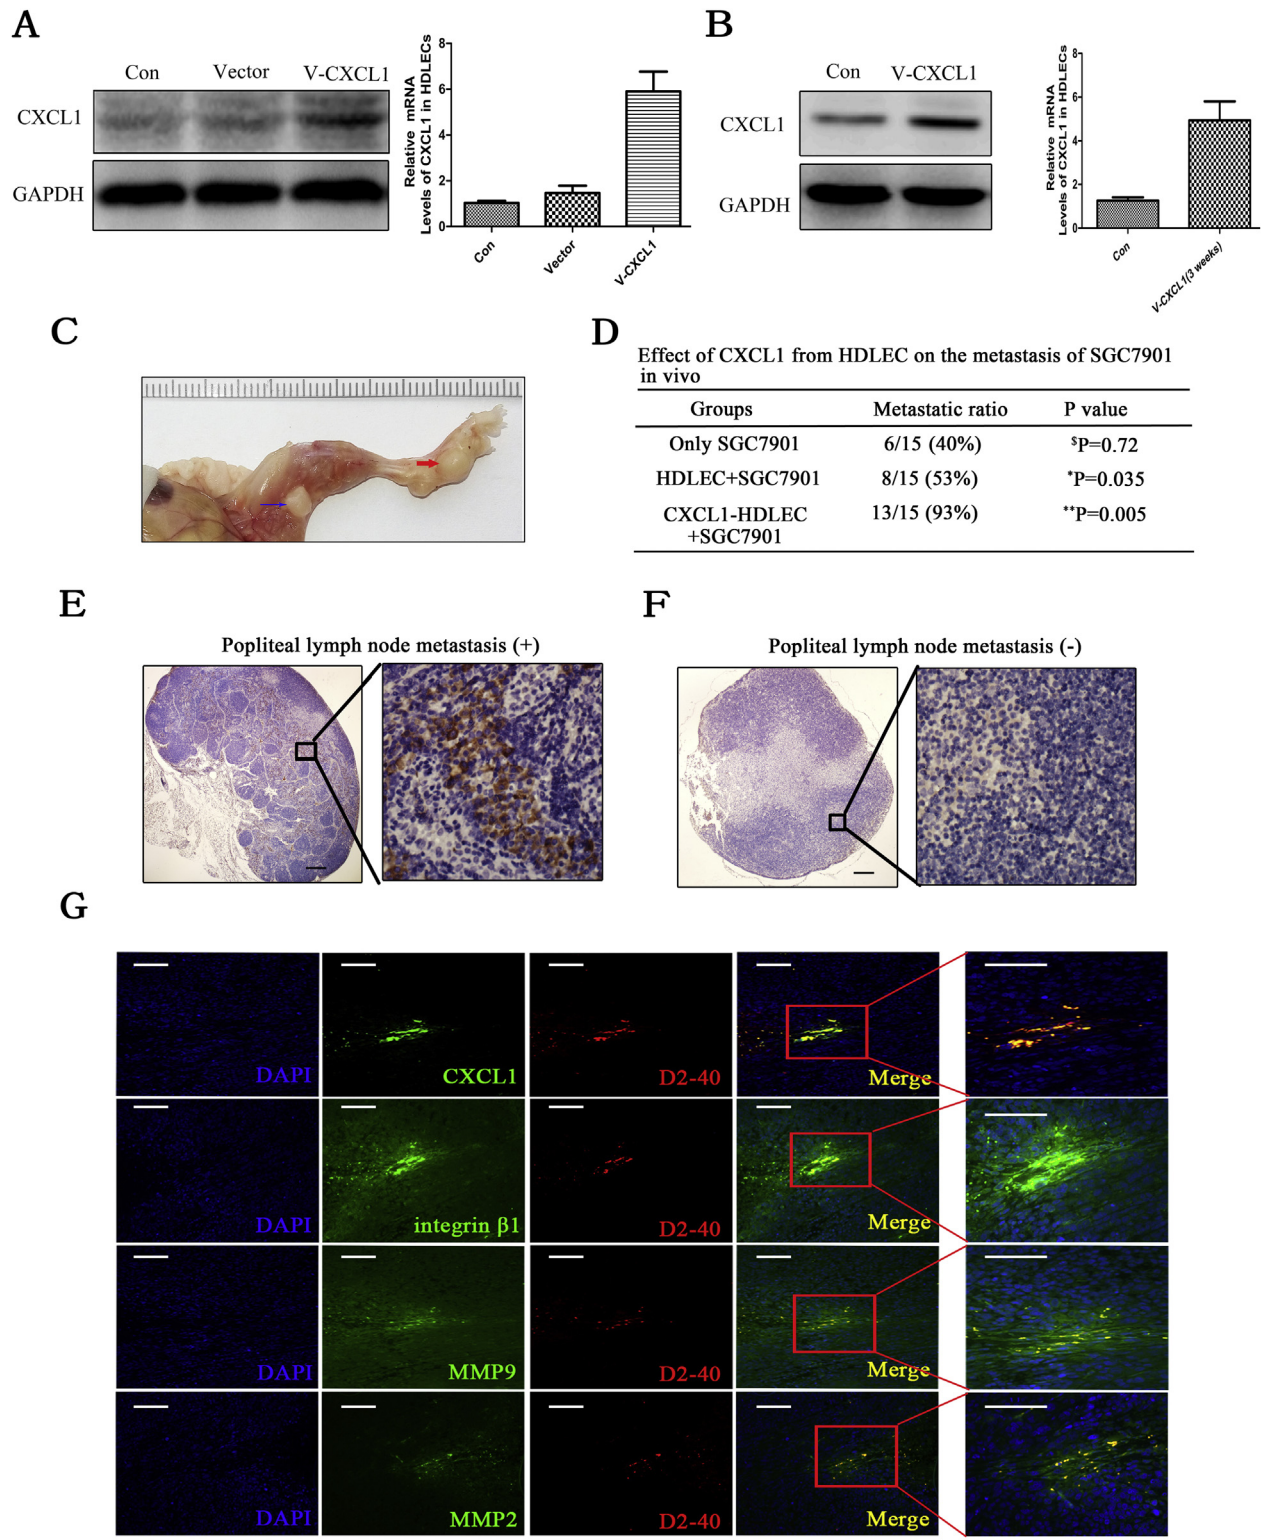 A
Con Vector V-CXCL1
CXCL1
GAPDH
Relative mRNA
Levels of CXCL1 in HDLECs
8
6
4
2
0
Con
Vector
V-CXCL1
B
Con V-CXCL1
CXCL1
GAPDH
Relative mRNA
Levels of CXCL1 in HDLECs
8
6
4
2
0
Con
V-CXCL1(3 weeks)
C
D
Effect of CXCL1 from HDLEC on the metastasis of SGC7901
in vivo
Groups Metastatic ratio P value
Only SGC7901 6/15 (40%) $P=0.72
HDLEC+SGC7901 8/15 (53%) *P=0.035
CXCL1-HDLEC 13/15 (93%) **P=0.005
+SGC7901
E
Popliteal lymph node metastasis (+)
F
Popliteal lymph node metastasis (-)
G
DAPI CXCL1 D2-40 Merge
DAPI integrin β1 D2-40 Merge
DAPI MMP9 D2-40 Merge
DAPI MMP2 D2-40 Merge